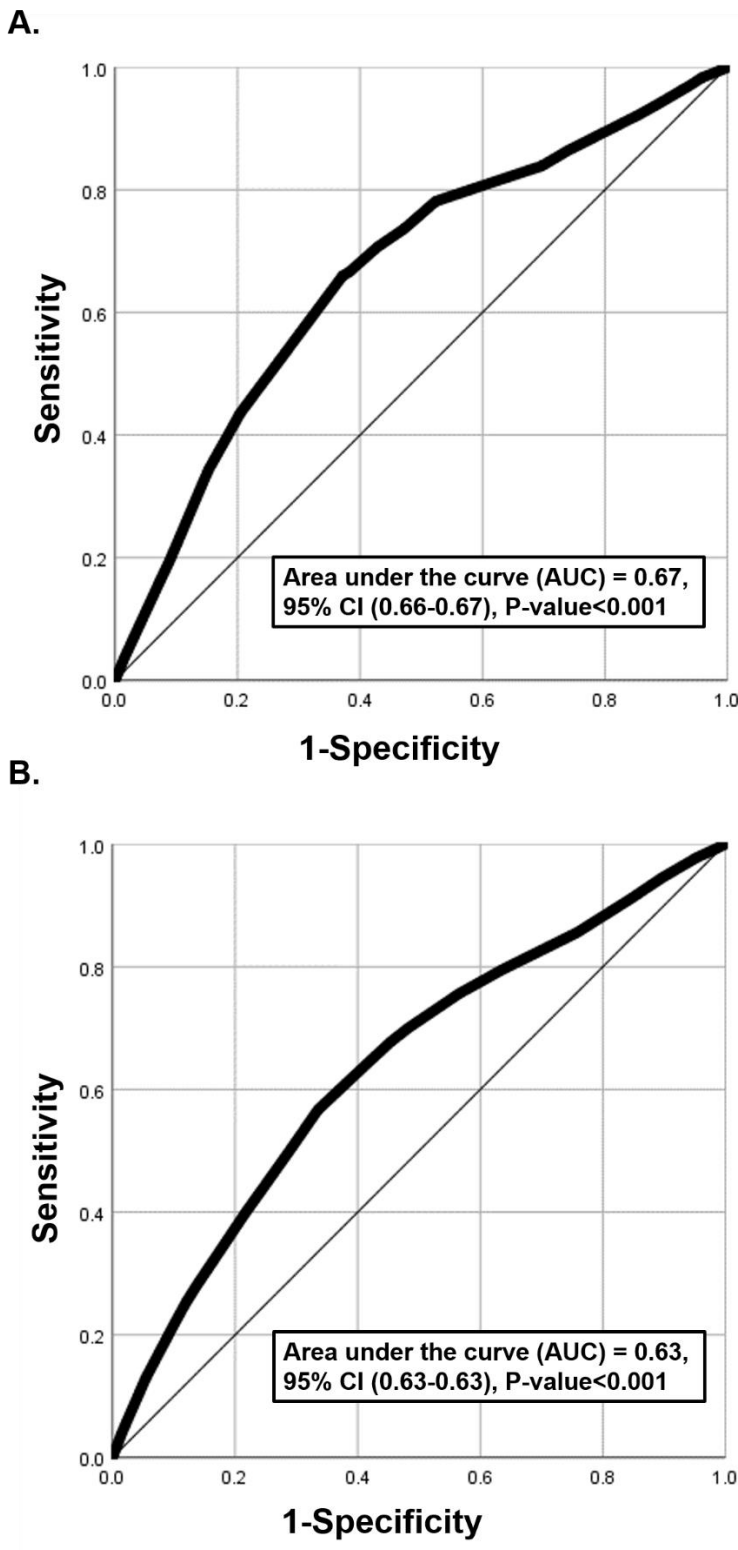 A.
1.0
0.8
0.6
0.4
0.2
0.0
Sensitivity
Area under the curve (AUC) = 0.67,
95% CI (0.66-0.67), P-value<0.001
0.0 0.2 0.4 0.6 0.8 1.0
1-Specificity
B.
1.0
0.8
0.6
0.4
0.2
0.0
Sensitivity
Area under the curve (AUC) = 0.63,
95% CI (0.63-0.63), P-value<0.001
0.0 0.2 0.4 0.6 0.8 1.0
1-Specificity